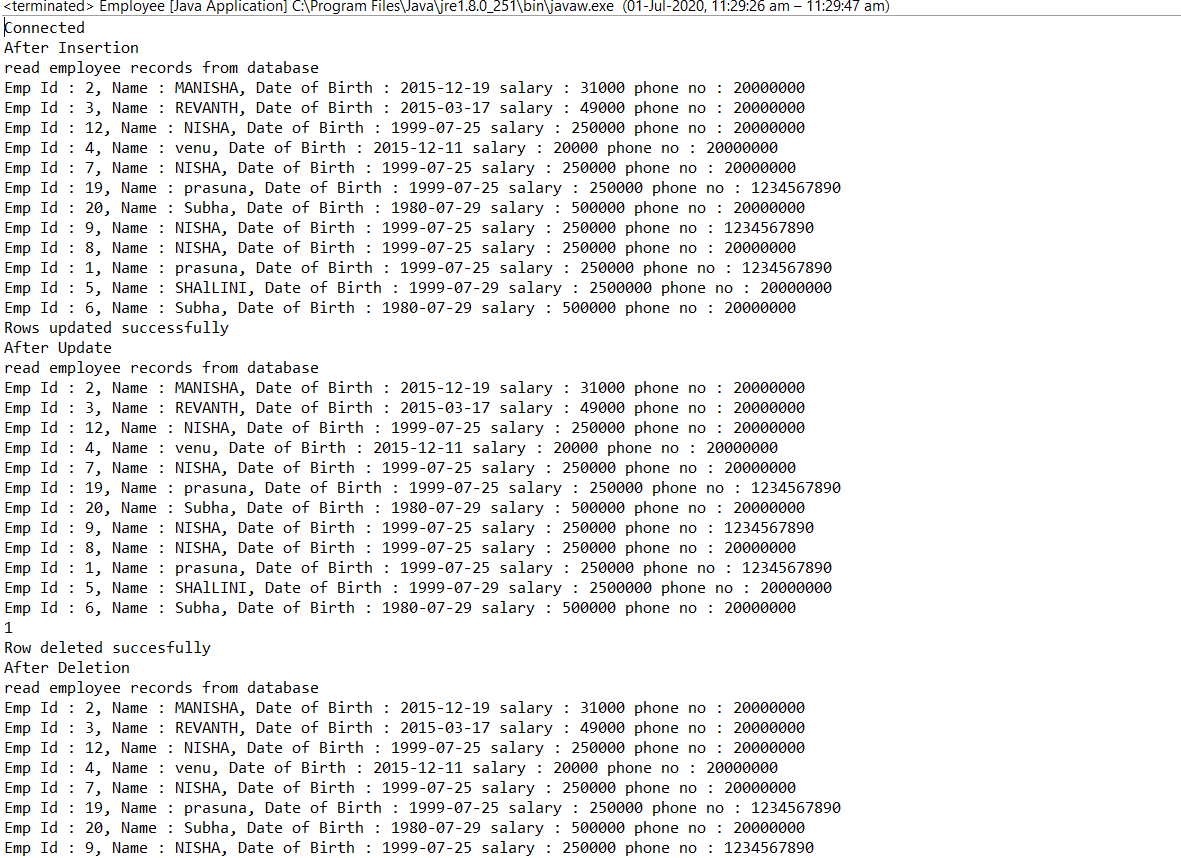 <terminated> Employee [Java Application] C:\Program Files\Java\jre1.8.0_251\bin\javaw.exe (01-Jul-2020, 11:29:26 am – 11:29:47 am)
Connected
After Insertion
read employee records from database
Emp Id : 2, Name : MANISHA, Date of Birth : 2015-12-19 salary : 31000 phone no : 20000000
Emp Id : 3, Name : REVANTH, Date of Birth : 2015-03-17 salary : 49000 phone no : 20000000
Emp Id : 12, Name : NISHA, Date of Birth : 1999-07-25 salary : 250000 phone no : 20000000
Emp Id : 4, Name : venu, Date of Birth : 2015-12-11 salary : 20000 phone no : 20000000
Emp Id : 7, Name : NISHA, Date of Birth : 1999-07-25 salary : 250000 phone no : 20000000
Emp Id : 19, Name : prasuna, Date of Birth : 1999-07-25 salary : 250000 phone no : 1234567890
Emp Id : 20, Name : Subha, Date of Birth : 1980-07-29 salary : 500000 phone no : 20000000
Emp Id : 9, Name : NISHA, Date of Birth : 1999-07-25 salary : 250000 phone no : 1234567890
Emp Id : 8, Name : NISHA, Date of Birth : 1999-07-25 salary : 250000 phone no : 20000000
Emp Id : 1, Name : prasuna, Date of Birth : 1999-07-25 salary : 250000 phone no : 1234567890
Emp Id : 5, Name : SHAlLINI, Date of Birth : 1999-07-29 salary : 2500000 phone no : 20000000
Emp Id : 6, Name : Subha, Date of Birth : 1980-07-29 salary : 500000 phone no : 20000000
Rows updated successfully
After Update
read employee records from database
Emp Id : 2, Name : MANISHA, Date of Birth : 2015-12-19 salary : 31000 phone no : 20000000
Emp Id : 3, Name : REVANTH, Date of Birth : 2015-03-17 salary : 49000 phone no : 20000000
Emp Id : 12, Name : NISHA, Date of Birth : 1999-07-25 salary : 250000 phone no : 20000000
Emp Id : 4, Name : venu, Date of Birth : 2015-12-11 salary : 20000 phone no : 20000000
Emp Id : 7, Name : NISHA, Date of Birth : 1999-07-25 salary : 250000 phone no : 20000000
Emp Id : 19, Name : prasuna, Date of Birth : 1999-07-25 salary : 250000 phone no : 1234567890
Emp Id : 20, Name : Subha, Date of Birth : 1980-07-29 salary : 500000 phone no : 20000000
Emp Id : 9, Name : NISHA, Date of Birth : 1999-07-25 salary : 250000 phone no : 1234567890
Emp Id : 8, Name : NISHA, Date of Birth : 1999-07-25 salary : 250000 phone no : 20000000
Emp Id : 1, Name : prasuna, Date of Birth : 1999-07-25 salary : 250000 phone no : 1234567890
Emp Id : 5, Name : SHAlLINI, Date of Birth : 1999-07-29 salary : 2500000 phone no : 20000000
Emp Id : 6, Name : Subha, Date of Birth : 1980-07-29 salary : 500000 phone no : 20000000
1
Row deleted succesfully
After Deletion
read employee records from database
Emp Id : 2, Name : MANISHA, Date of Birth : 2015-12-19 salary : 31000 phone no : 20000000
Emp Id : 3, Name : REVANTH, Date of Birth : 2015-03-17 salary : 49000 phone no : 20000000
Emp Id : 12, Name : NISHA, Date of Birth : 1999-07-25 salary : 250000 phone no : 20000000
Emp Id : 4, Name : venu, Date of Birth : 2015-12-11 salary : 20000 phone no : 20000000
Emp Id : 7, Name : NISHA, Date of Birth : 1999-07-25 salary : 250000 phone no : 20000000
Emp Id : 19, Name : prasuna, Date of Birth : 1999-07-25 salary : 250000 phone no : 1234567890
Emp Id : 20, Name : Subha, Date of Birth : 1980-07-29 salary : 500000 phone no : 20000000
Emp Id : 9, Name : NISHA, Date of Birth : 1999-07-25 salary : 250000 phone no : 1234567890